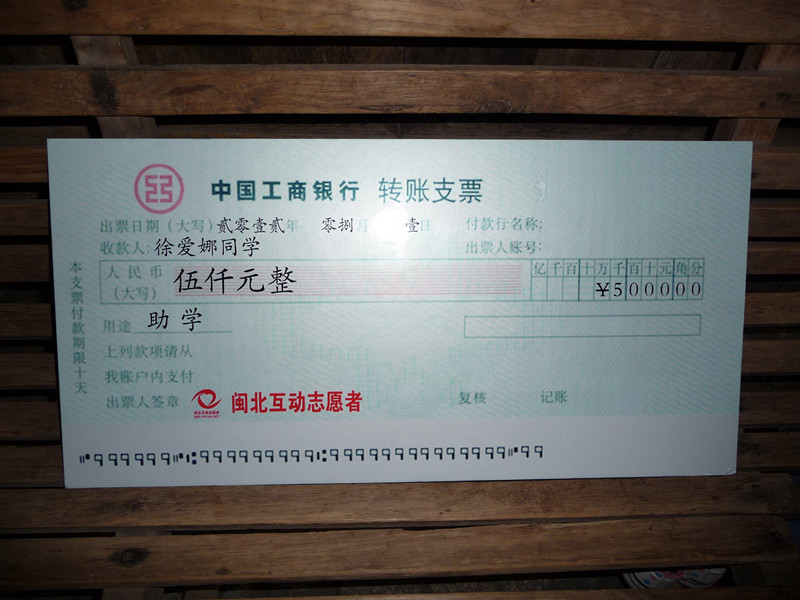 中国工商银行 转账支票
出票日期(大写)贰零壹贰年 零捌月 壹日 付款行名称:
收款人:徐爱娜同学 出票人账号:
人民币(大写) 伍仟元整 亿千百十万千百十元角分
¥500000
用途 助学
上列款项请从
我账户内支付
出票人签章 闽北互动志愿者 复核 记账
本支票付款期限十天
⑈999999⑈⑆99999999⑆99999999999999999⑈99